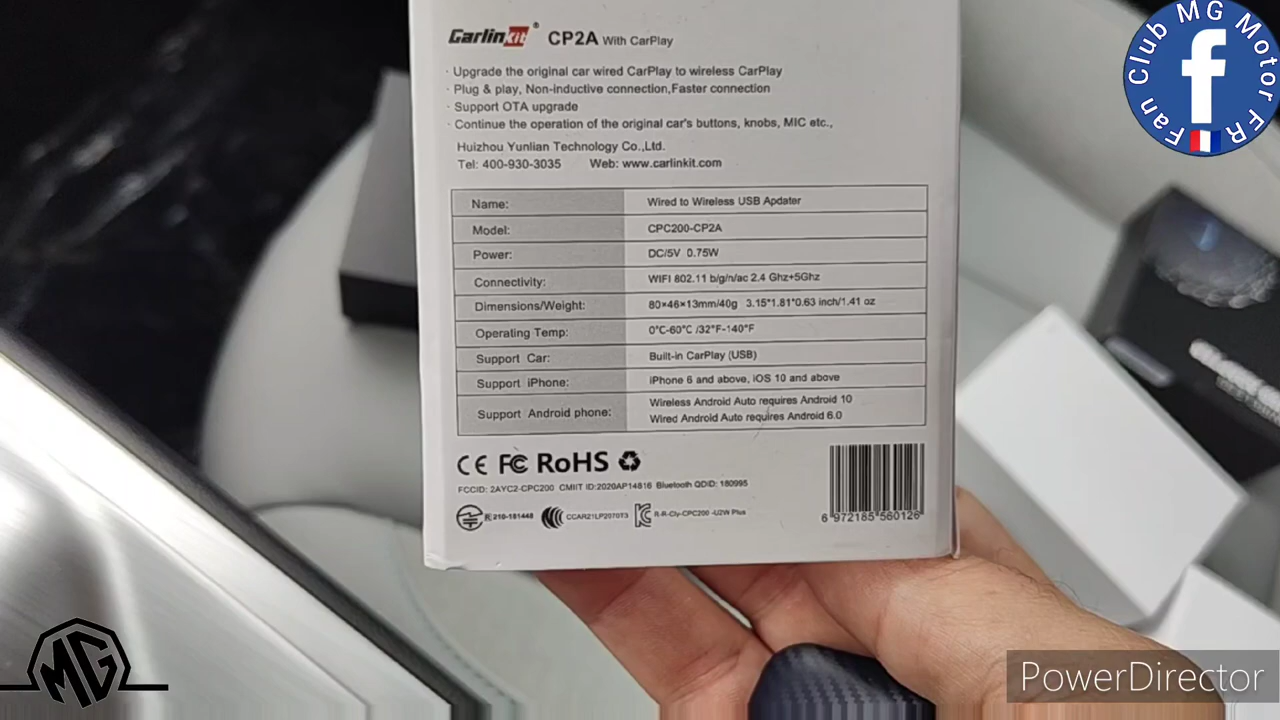 Carlinkit® CP2A With CarPlay
· Upgrade the original car wired CarPlay to wireless CarPlay
· Plug & play, Non-inductive connection,Faster connection
· Support OTA upgrade
· Continue the operation of the original car's buttons, knobs, MIC etc.,
Huizhou Yunlian Technology Co.,Ltd.
Tel: 400-930-3035 Web: www.carlinkit.com
Name: Wired to Wireless USB Apdater
Model: CPC200-CP2A
Power: DC/5V 0.75W
Connectivity: WIFI 802.11 b/g/n/ac 2.4 Ghz+5Ghz
Dimensions/Weight: 80×46×13mm/40g 3.15*1.81*0.63 inch/1.41 oz
Operating Temp: 0°C-60°C /32°F-140°F
Support Car: Built-in CarPlay (USB)
Support iPhone: iPhone 6 and above, iOS 10 and above
Support Android phone: Wireless Android Auto requires Android 10
Wired Android Auto requires Android 6.0
CE FC RoHS
FCCID: 2AYC2-CPC200 CMIIT ID:2020AP14816 Bluetooth QDID: 180995
R 210-181448 CCAR21LP2070T3 R-R-Cly-CPC200 -U2W Plus
6 972185 560126
Fan Club MG Motor FR
f
MG
PowerDirector